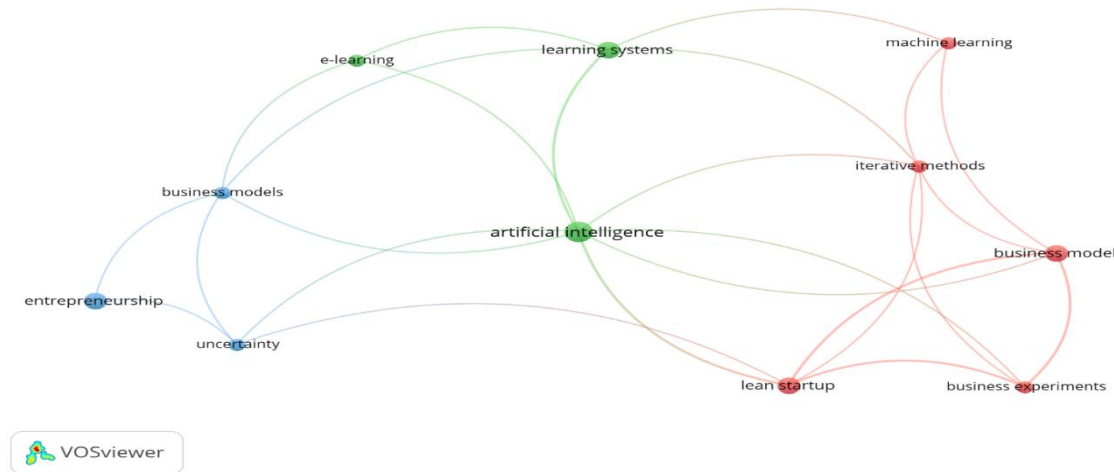 machine learning
learning systems
e-learning
iterative methods
business models
artificial intelligence
business model
entrepreneurship
uncertainty
lean startup
business experiments
VOSviewer